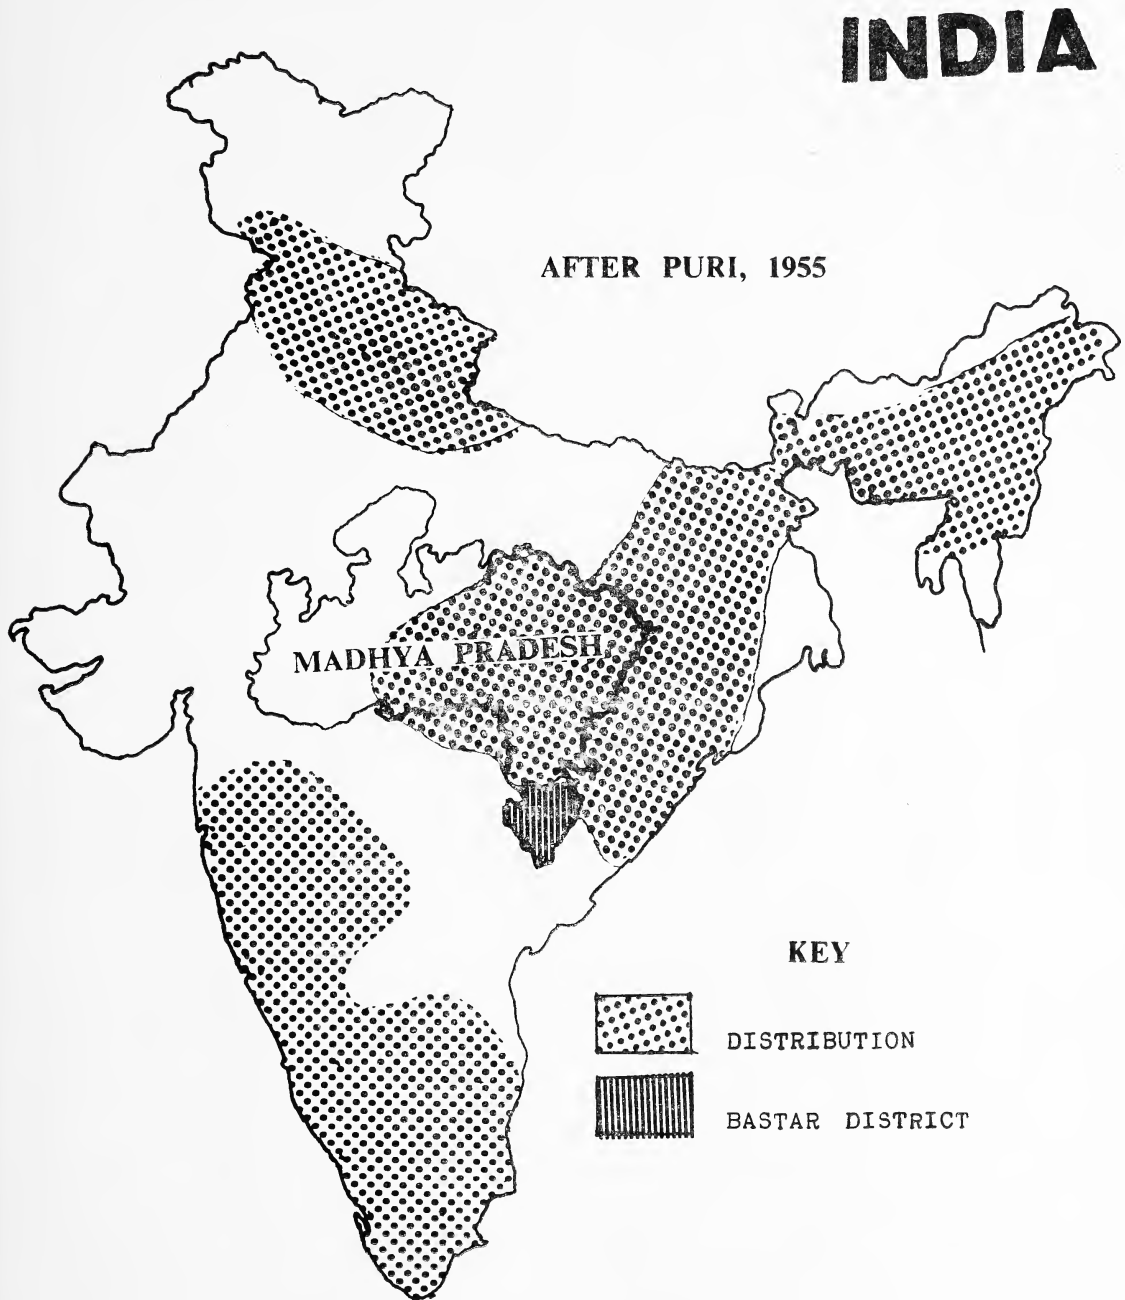 INDIA
AFTER PURI, 1955
MADHYA PRADESH
KEY
DISTRIBUTION
BASTAR DISTRICT